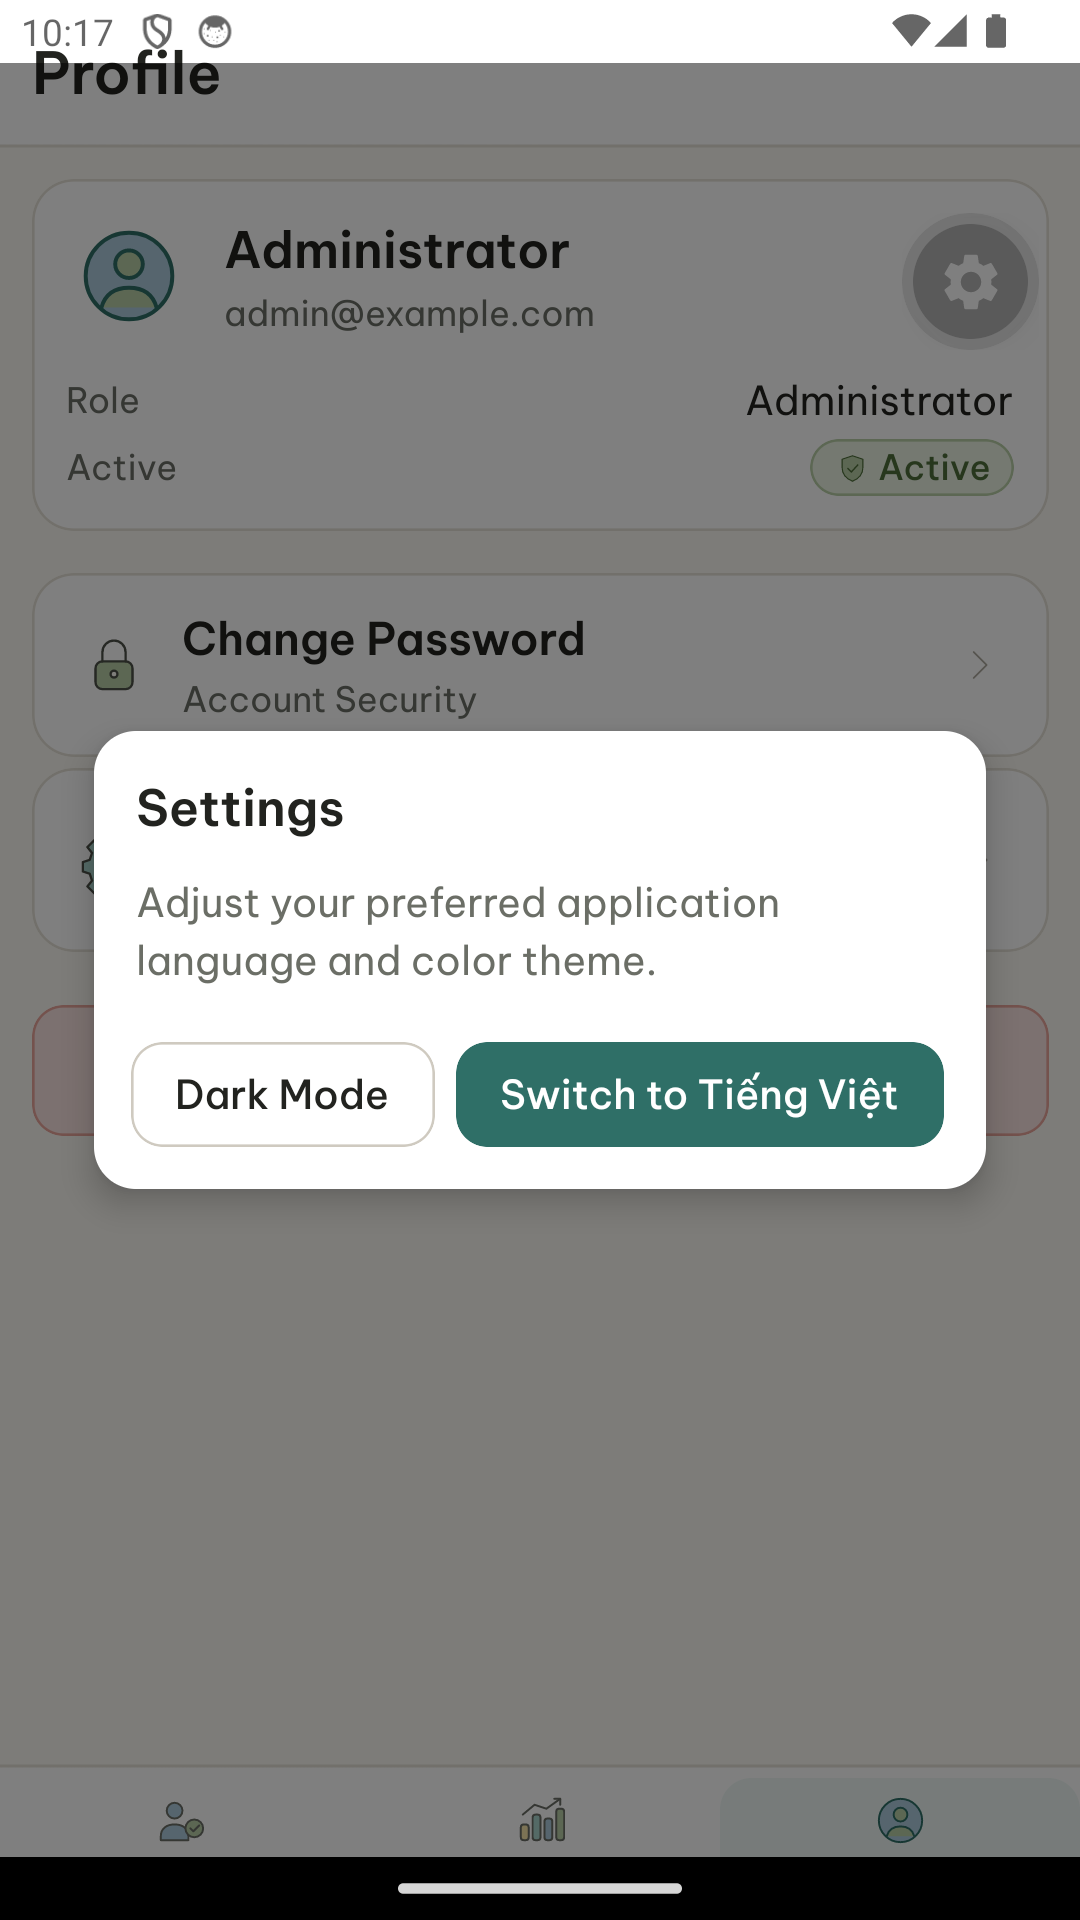 10:17
Profile
Administrator
admin@example.com
Role
Administrator
Active
Active
Change Password
Account Security
Settings
Adjust your preferred application
language and color theme.
Dark Mode
Switch to Tiếng Việt